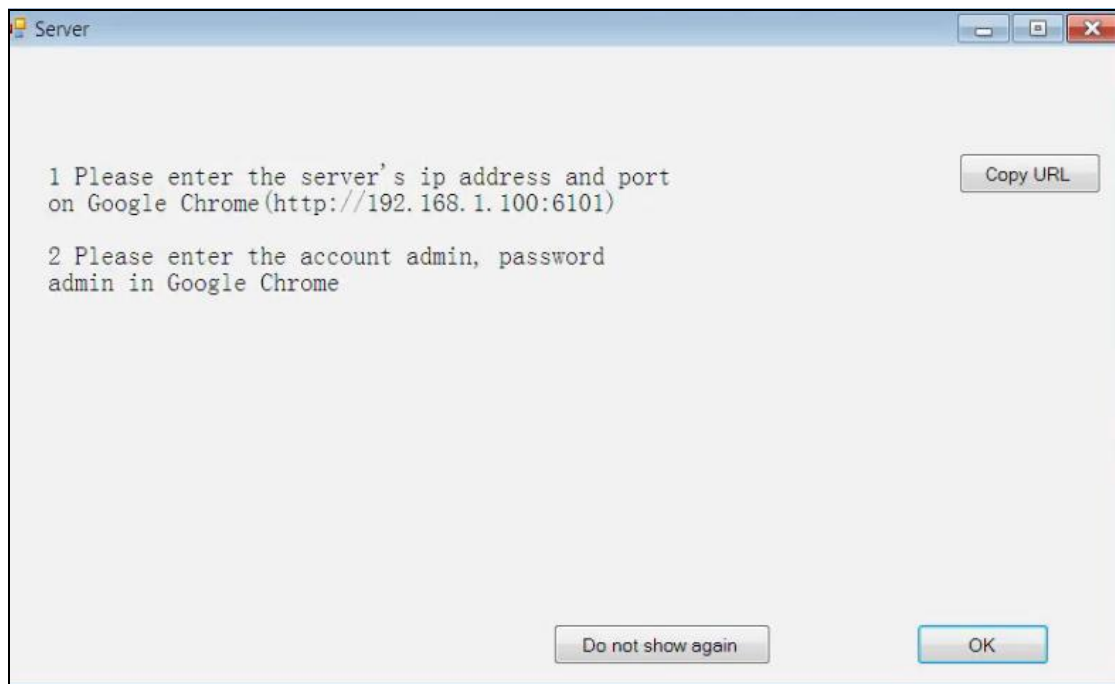 Server
1 Please enter the server's ip address and port
on Google Chrome(http://192.168.1.100:6101)
Copy URL
2 Please enter the account admin, password
admin in Google Chrome
Do not show again
OK